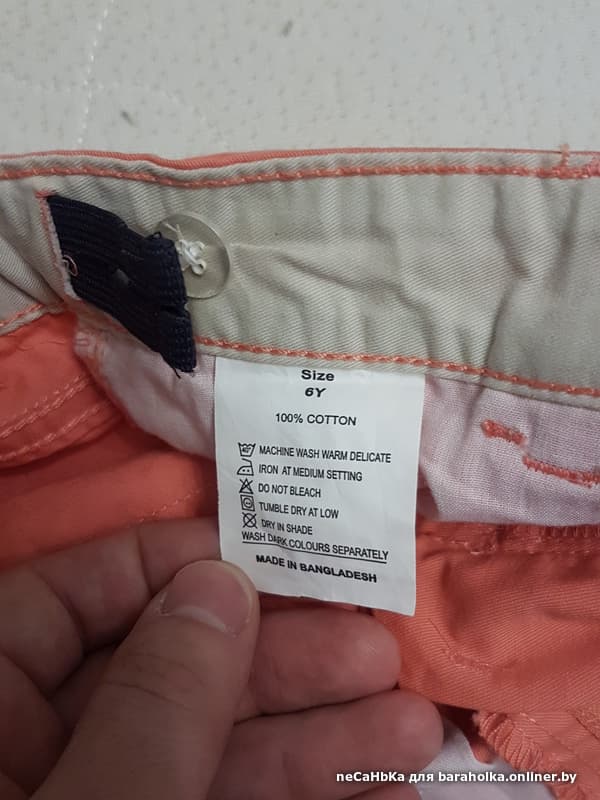 Size
6Y
100% COTTON
MACHINE WASH WARM DELICATE
IRON AT MEDIUM SETTING
DO NOT BLEACH
TUMBLE DRY AT LOW
DRY IN SHADE
WASH DARK COLOURS SEPARATELY
MADE IN BANGLADESH
neCaHbKa для baraholka.onliner.by